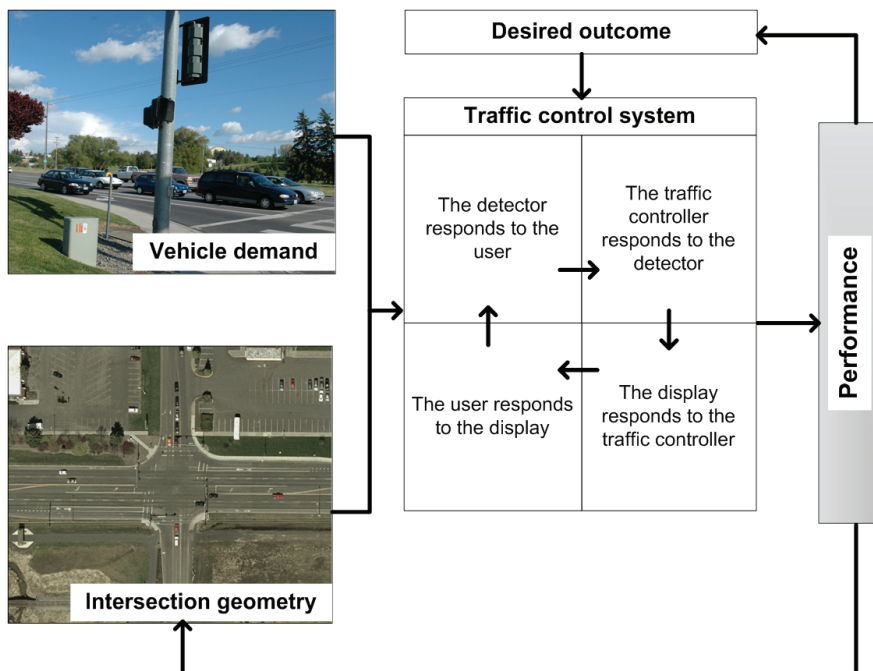 Vehicle demand
Intersection geometry
Desired outcome
Traffic control system
The detector
responds to the
user
The traffic
controller
responds to the
detector
The user responds
to the display
The display
responds to the
traffic controller
Performance